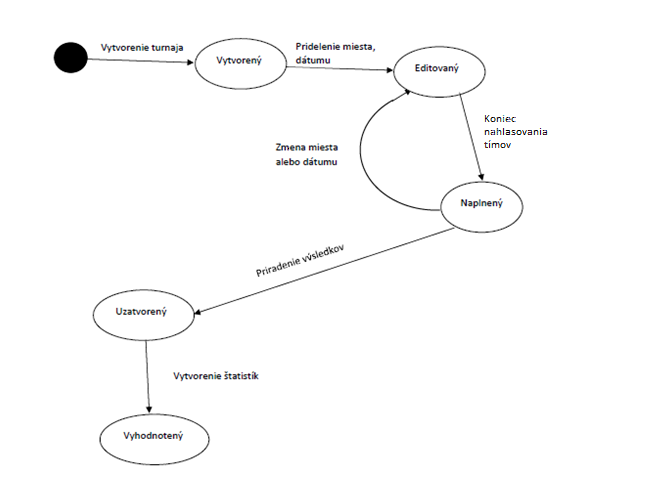 Vytvorenie turnaja
Vytvorený
Pridelenie miesta,
dátumu
Editovaný
Koniec
nahlasovania
tímov
Zmena miesta
alebo dátumu
Naplnený
Priradenie výsledkov
Uzatvorený
Vytvorenie štatistík
Vyhodnotený